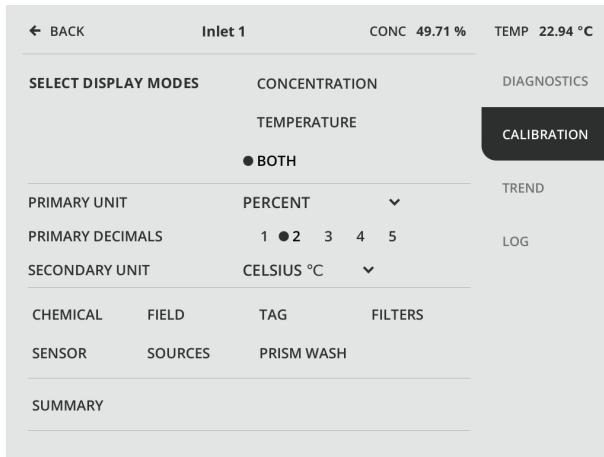 ← BACK Inlet 1 CONC 49.71 % TEMP 22.94 °C
SELECT DISPLAY MODES CONCENTRATION
TEMPERATURE
● BOTH
PRIMARY UNIT PERCENT
PRIMARY DECIMALS 1 ● 2 3 4 5
SECONDARY UNIT CELSIUS °C
CHEMICAL FIELD TAG FILTERS
SENSOR SOURCES PRISM WASH
SUMMARY
DIAGNOSTICS
CALIBRATION
TREND
LOG